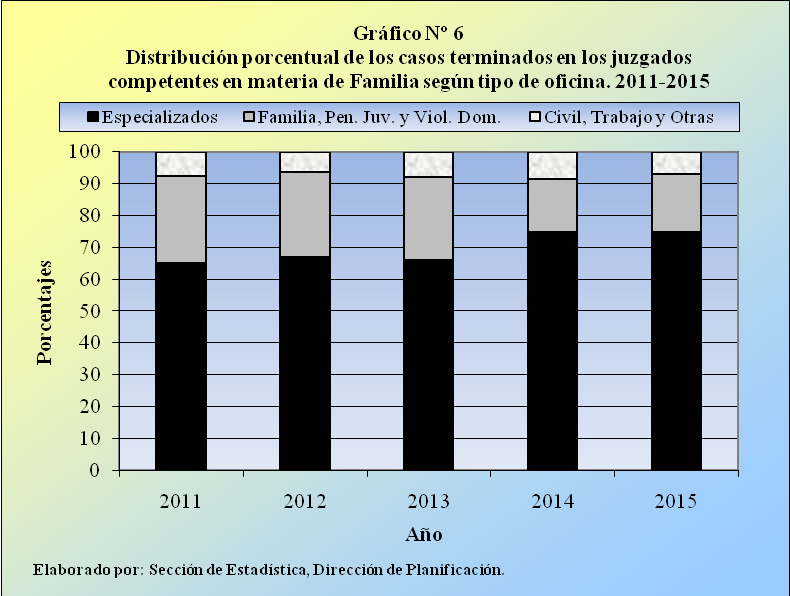 Gráfico Nº 6
Distribución porcentual de los casos terminados en los juzgados
competentes en materia de Familia según tipo de oficina. 2011-2015
Especializados Familia, Pen. Juv. y Viol. Dom. Civil, Trabajo y Otras
100
90
80
70
60
50
40
30
20
10
0
Porcentajes
2011 2012 2013 2014 2015
Año
Elaborado por: Sección de Estadística, Dirección de Planificación.